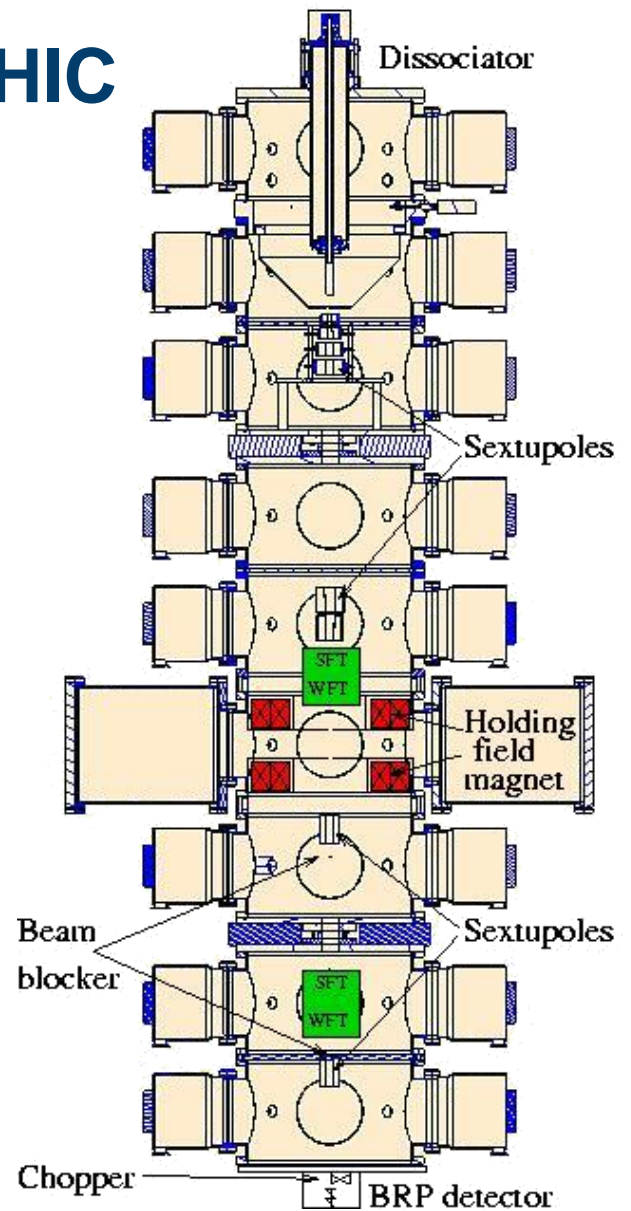 HIC
Dissociator
Sextupoles
SFT
WFT
Holding
field
magnet
Beam
blocker
Sextupoles
SFT
WFT
Chopper
BRP detector